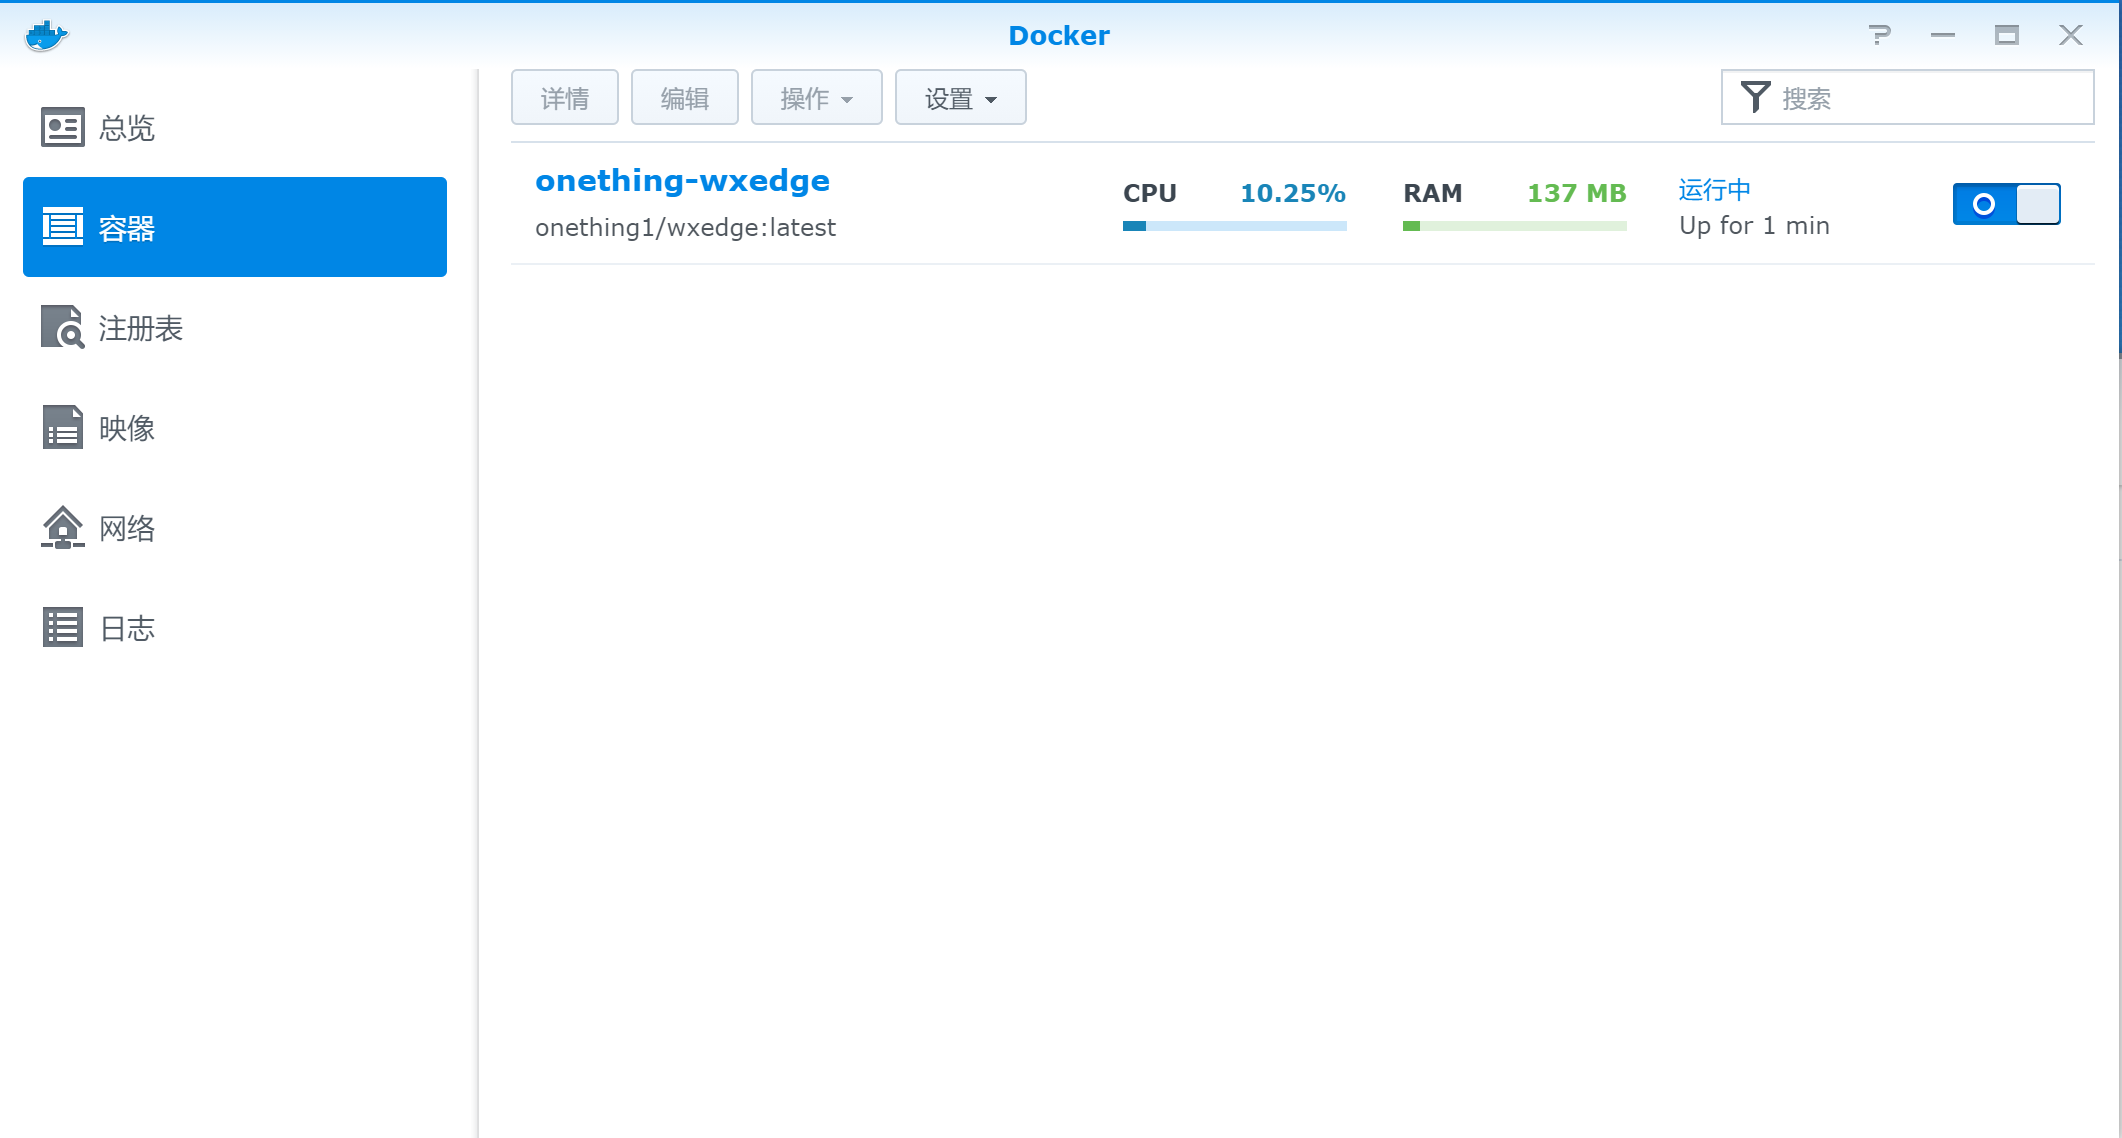 Docker
总览
容器
注册表
映像
网络
日志
详情 编辑 操作 设置 搜索
onething-wxedge
onething1/wxedge:latest
CPU 10.25%
RAM 137 MB
运行中
Up for 1 min